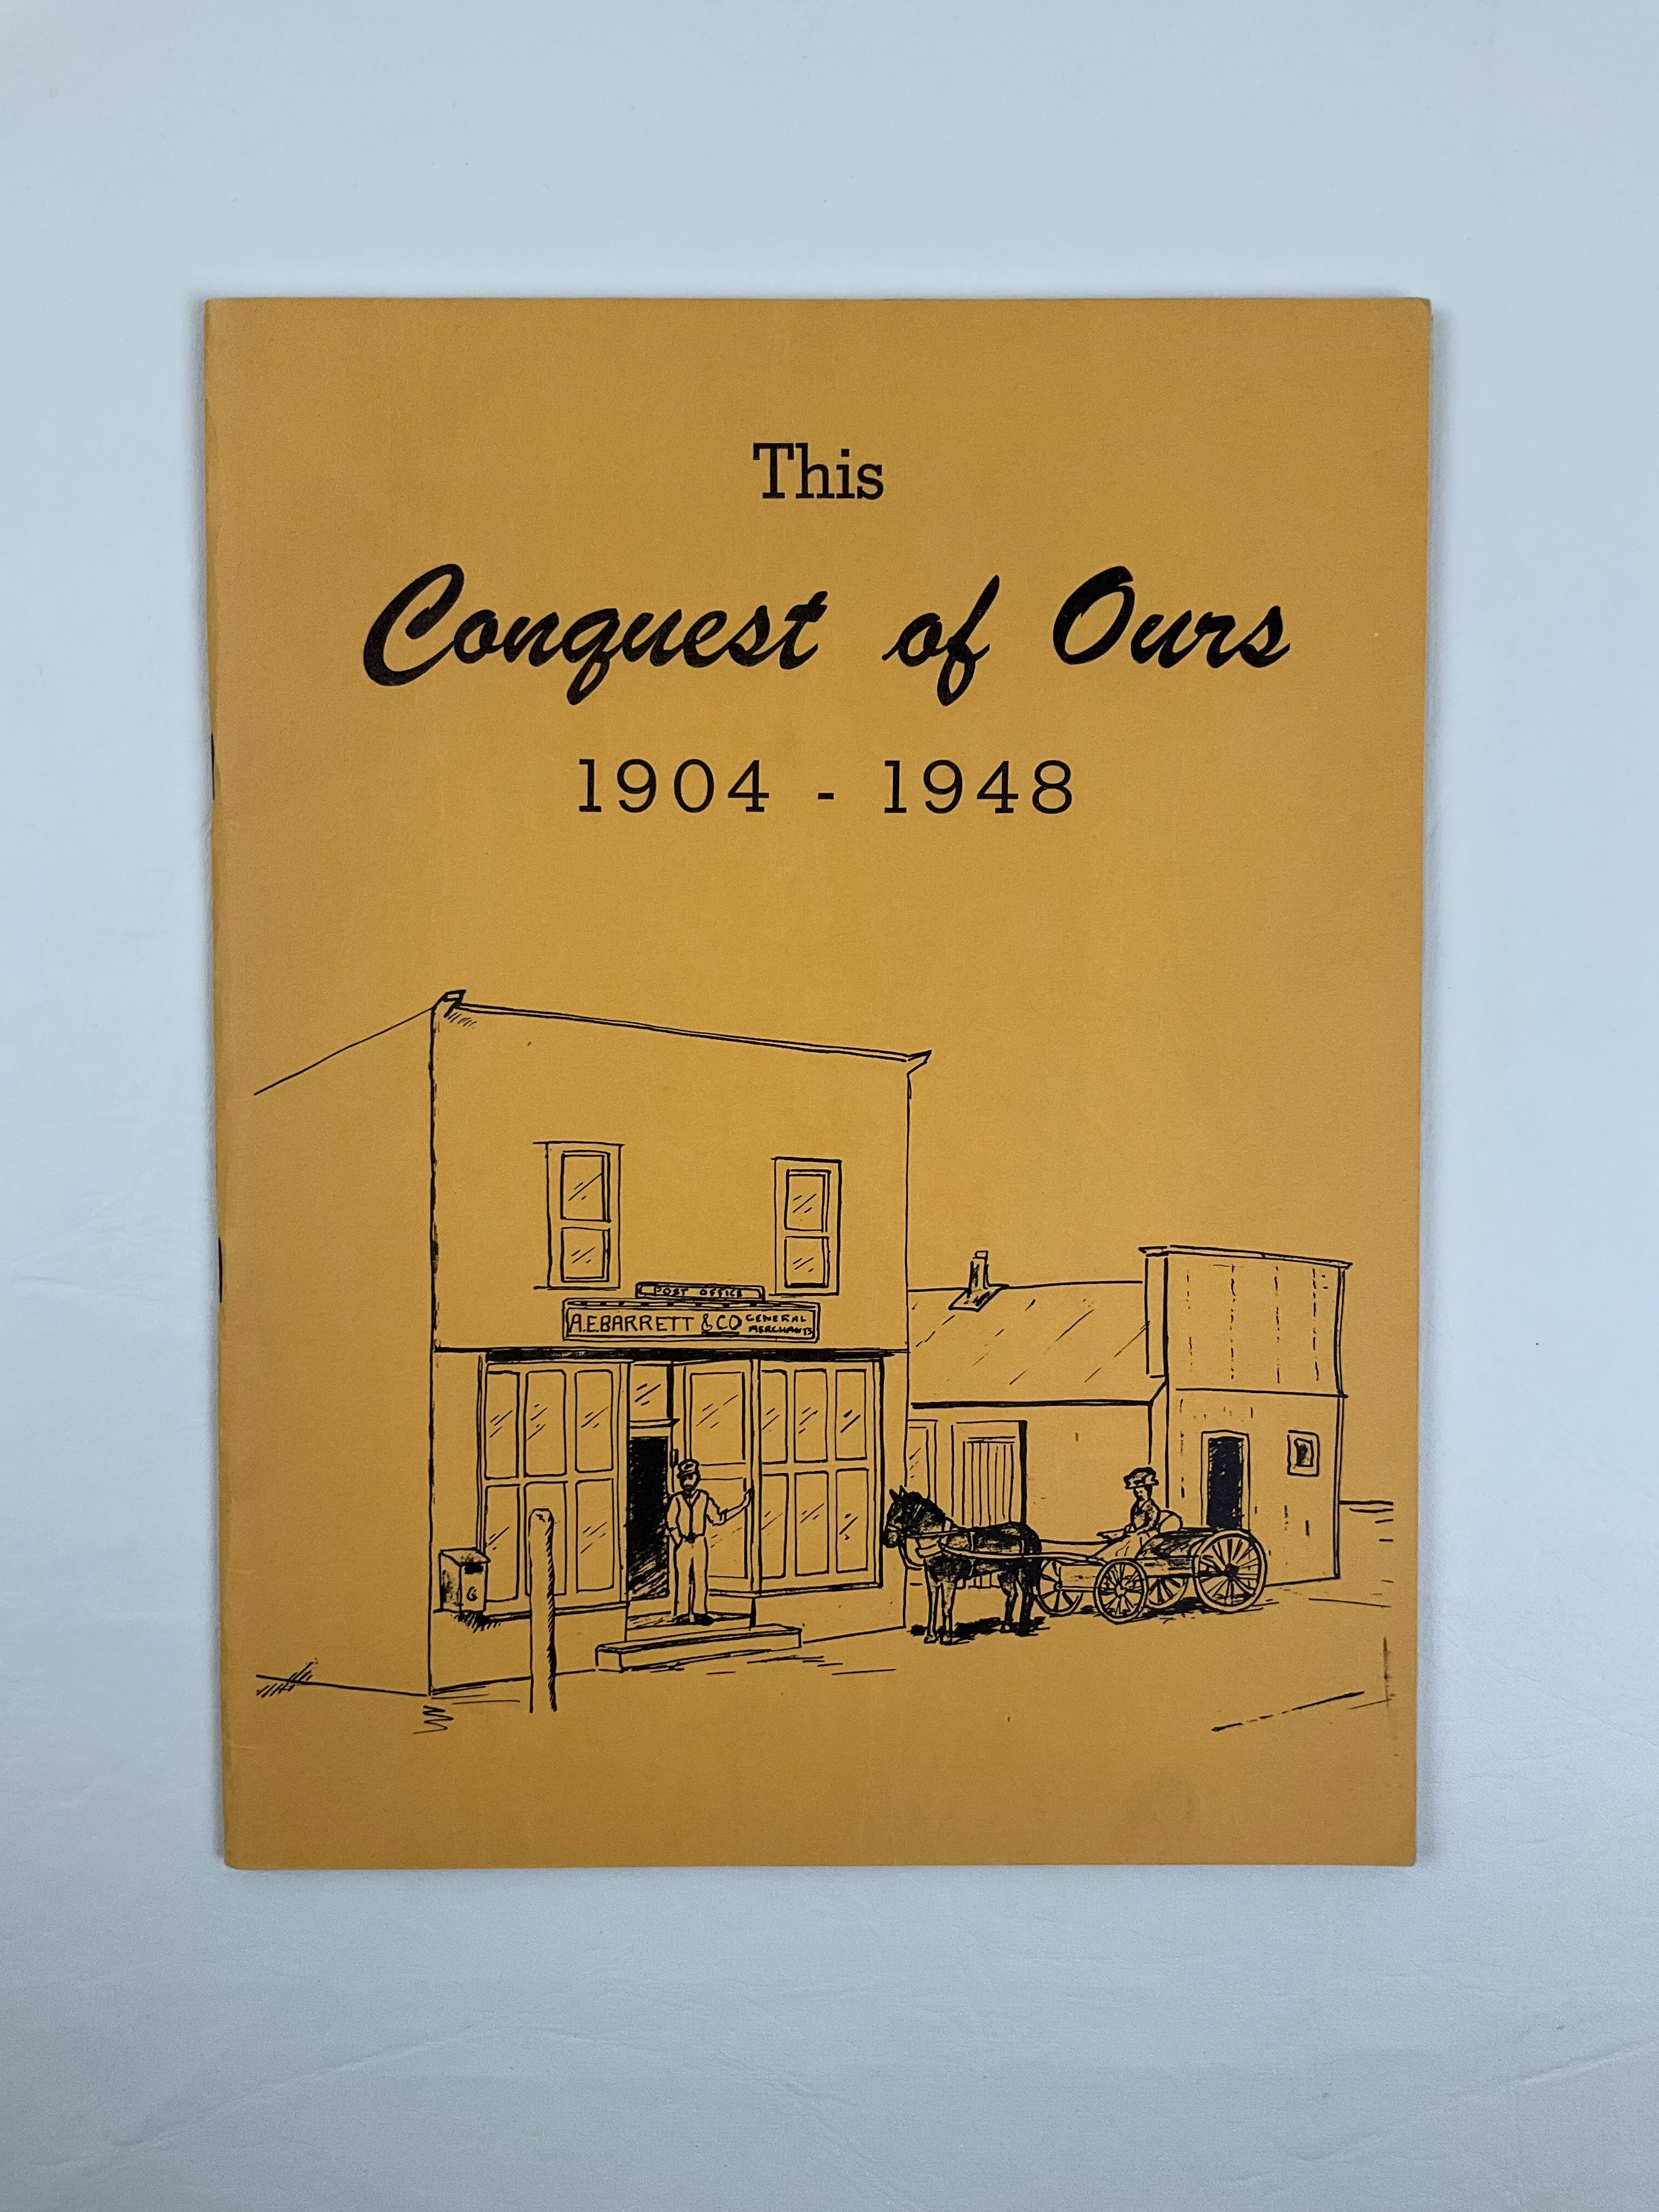 This
Conquest of Ours
1904 - 1948
POST OFFICE
A.E. BARRETT & CO GENERAL
MERCHANTS
G